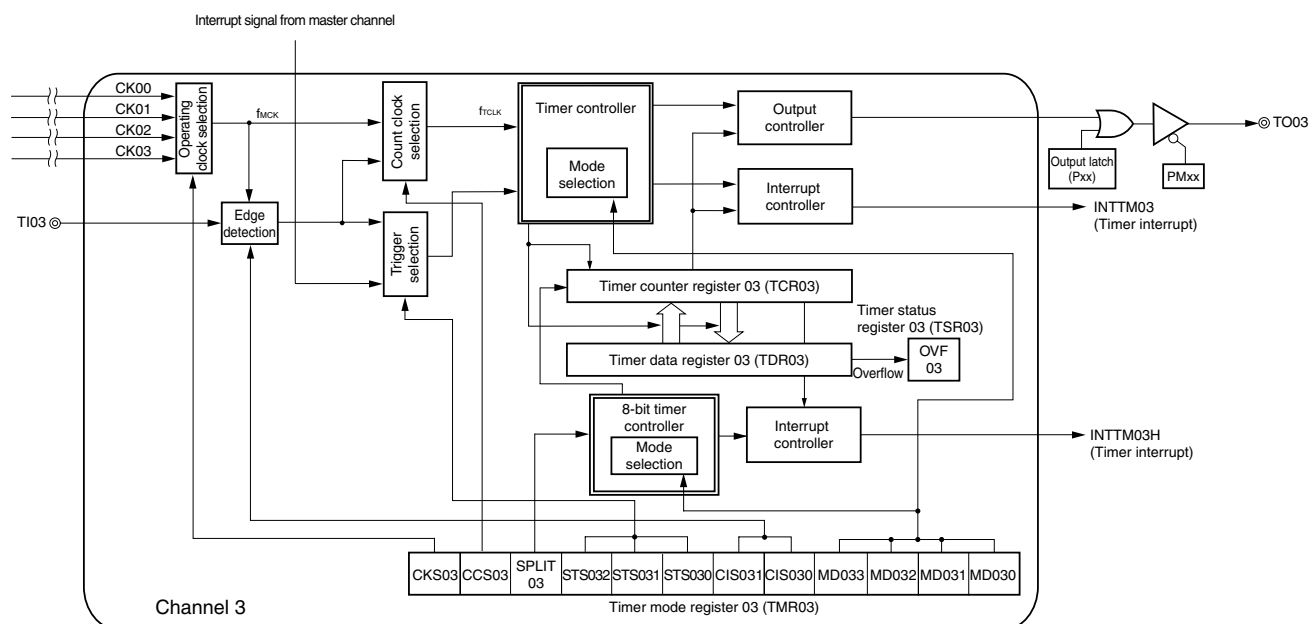 Interrupt signal from master channel
CK00
CK01
CK02
CK03
Operating
clock selection
fMCK
Count clock
selection
fTCLK
Timer controller
Mode
selection
Output
controller
TO03
Output latch
(Pxx)
PMxx
Interrupt
controller
INTTM03
(Timer interrupt)
TI03
Edge
detection
Trigger
selection
Timer counter register 03 (TCR03)
Timer status
register 03 (TSR03)
Timer data register 03 (TDR03)
Overflow
OVF
03
8-bit timer
controller
Mode
selection
Interrupt
controller
INTTM03H
(Timer interrupt)
CKS03
CCS03
SPLIT
03
STS032
STS031
STS030
CIS031
CIS030
MD033
MD032
MD031
MD030
Channel 3
Timer mode register 03 (TMR03)